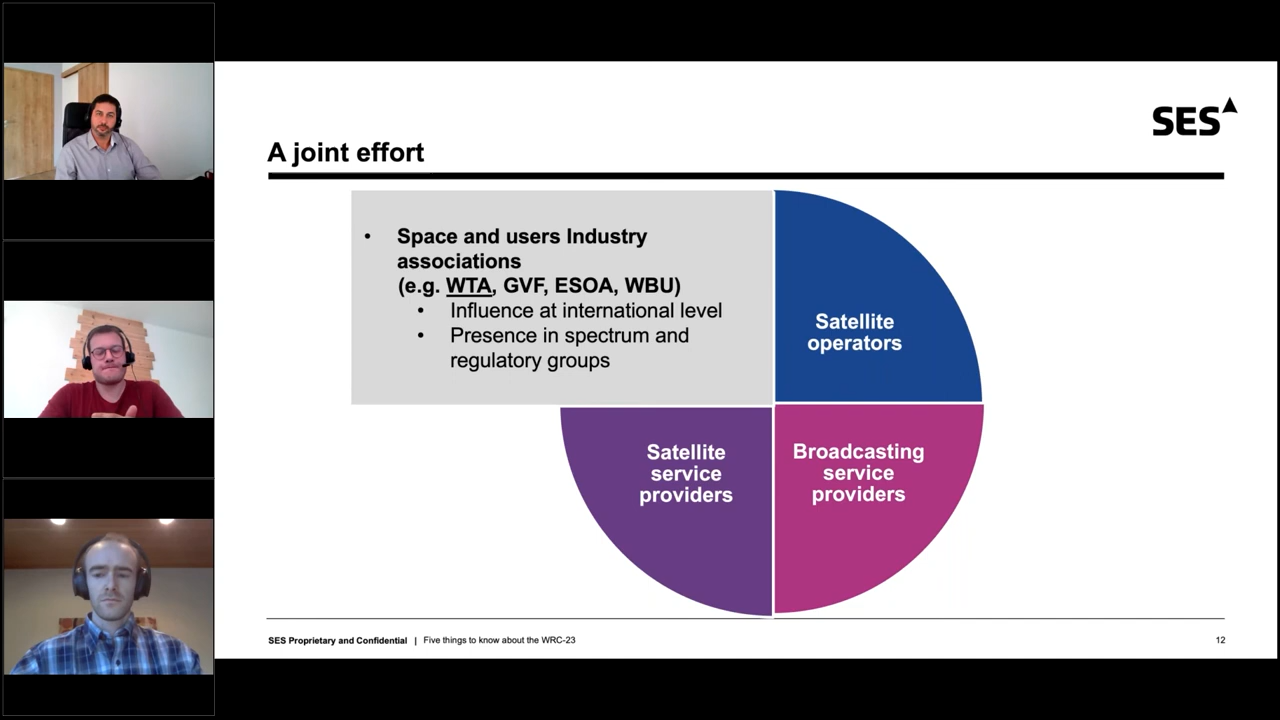 SES
A joint effort
• Space and users Industry
associations
(e.g. WTA, GVF, ESOA, WBU)
• Influence at international level
• Presence in spectrum and
regulatory groups
Satellite
operators
Satellite
service
providers
Broadcasting
service
providers
SES Proprietary and Confidential | Five things to know about the WRC-23
12